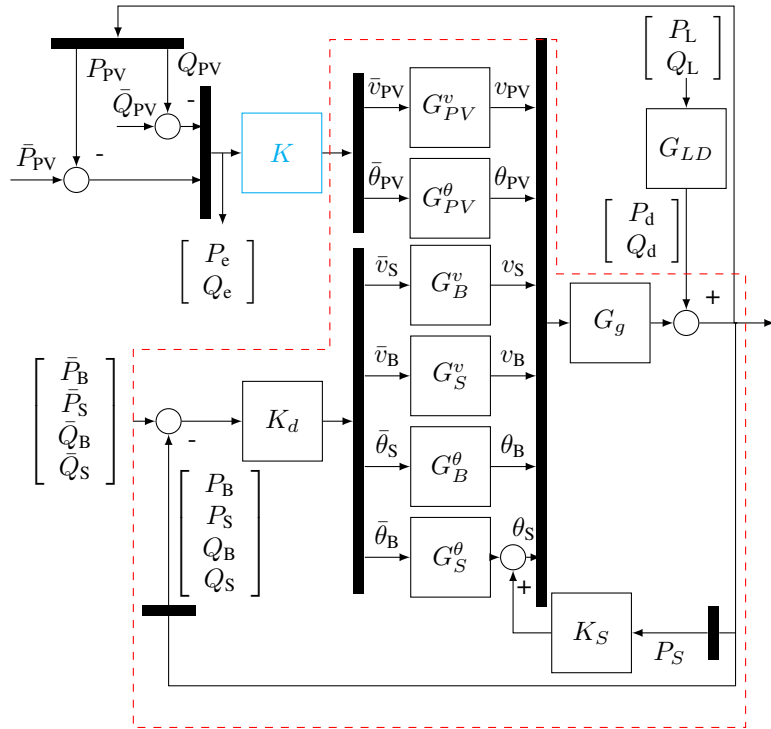 P_PV Q_PV
Q̄_PV -
P̄_PV -
K
[ P_e
Q_e ]
v̄_PV G^v_PV v_PV
θ̄_PV G^θ_PV θ_PV
v̄_S G^v_B v_S
v̄_B G^v_S v_B
θ̄_S G^θ_B θ_B
θ̄_B G^θ_S θ_S
+
[ P_L
Q_L ]
G_LD
[ P_d
Q_d ]
+
G_g
[ P̄_B
P̄_S
Q̄_B
Q̄_S ]
-
K_d
[ P_B
P_S
Q_B
Q_S ]
K_S
P_S